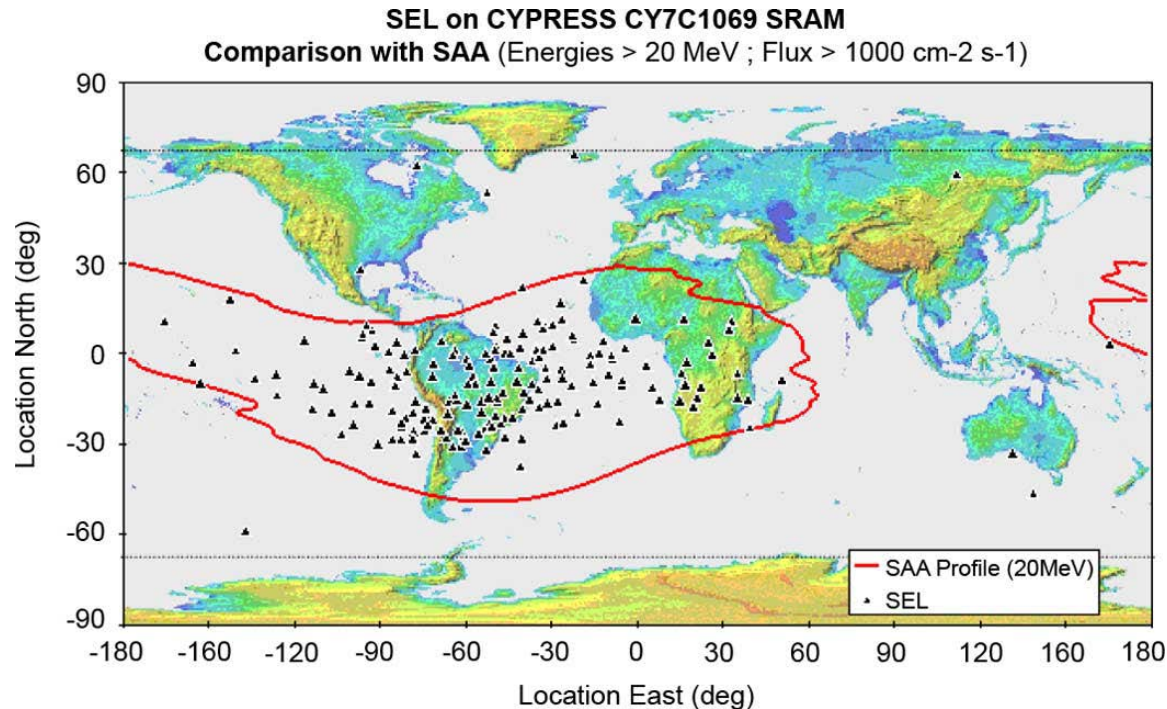 SEL on CYPRESS CY7C1069 SRAM
Comparison with SAA (Energies > 20 MeV ; Flux > 1000 cm-2 s-1)
90
60
30
0
-30
-60
-90
Location North (deg)
SAA Profile (20MeV)
SEL
-180 -150 -120 -90 -60 -30 0 30 60 90 120 150 180
Location East (deg)